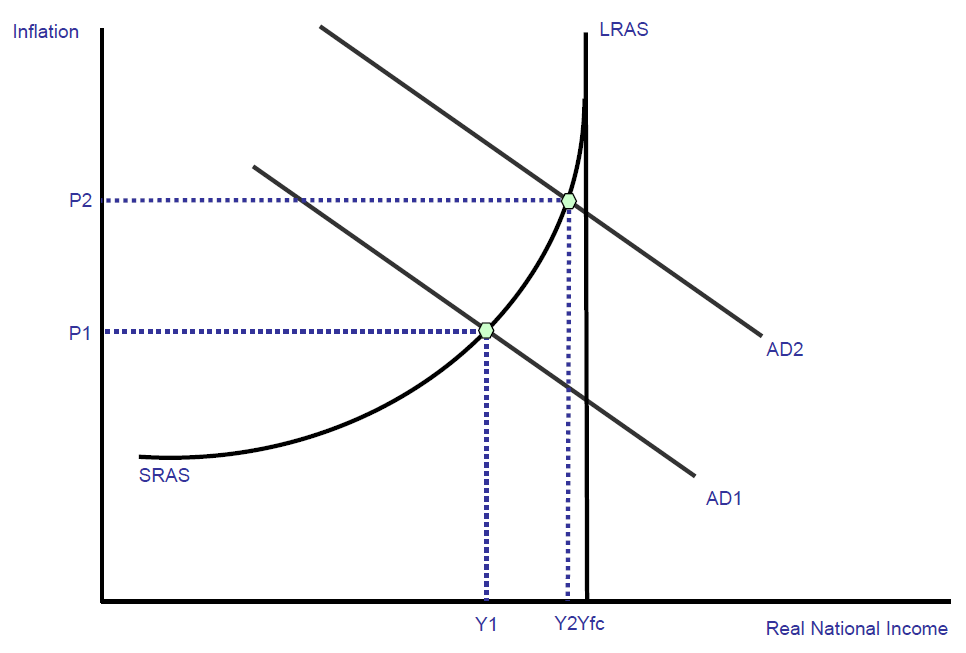 Inflation
LRAS
P2
P1
AD2
SRAS
AD1
Y1
Y2Yfc
Real National Income